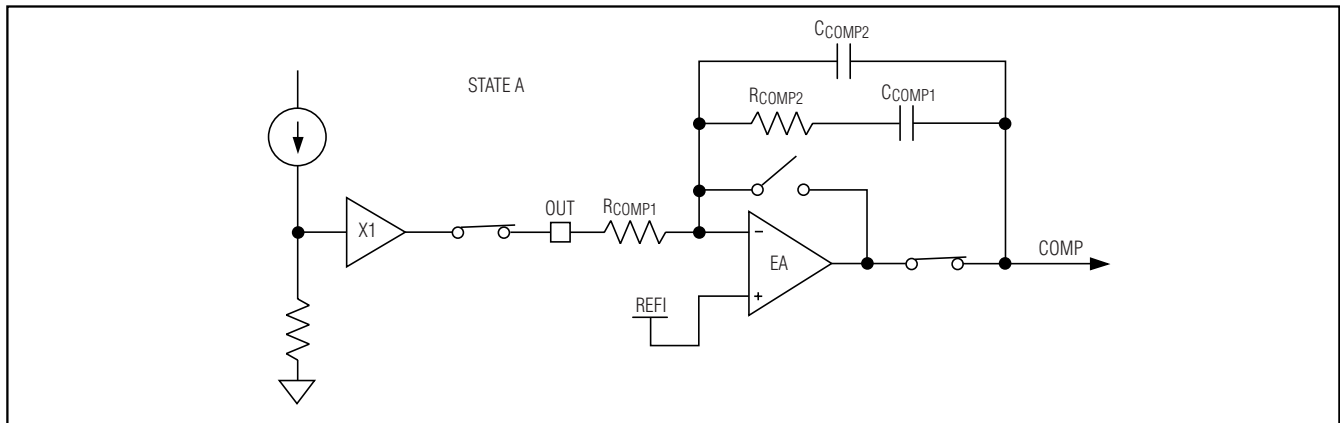 CCOMP2
STATE A
RCOMP2
CCOMP1
OUT
RCOMP1
X1
−
EA
+
COMP
REFI